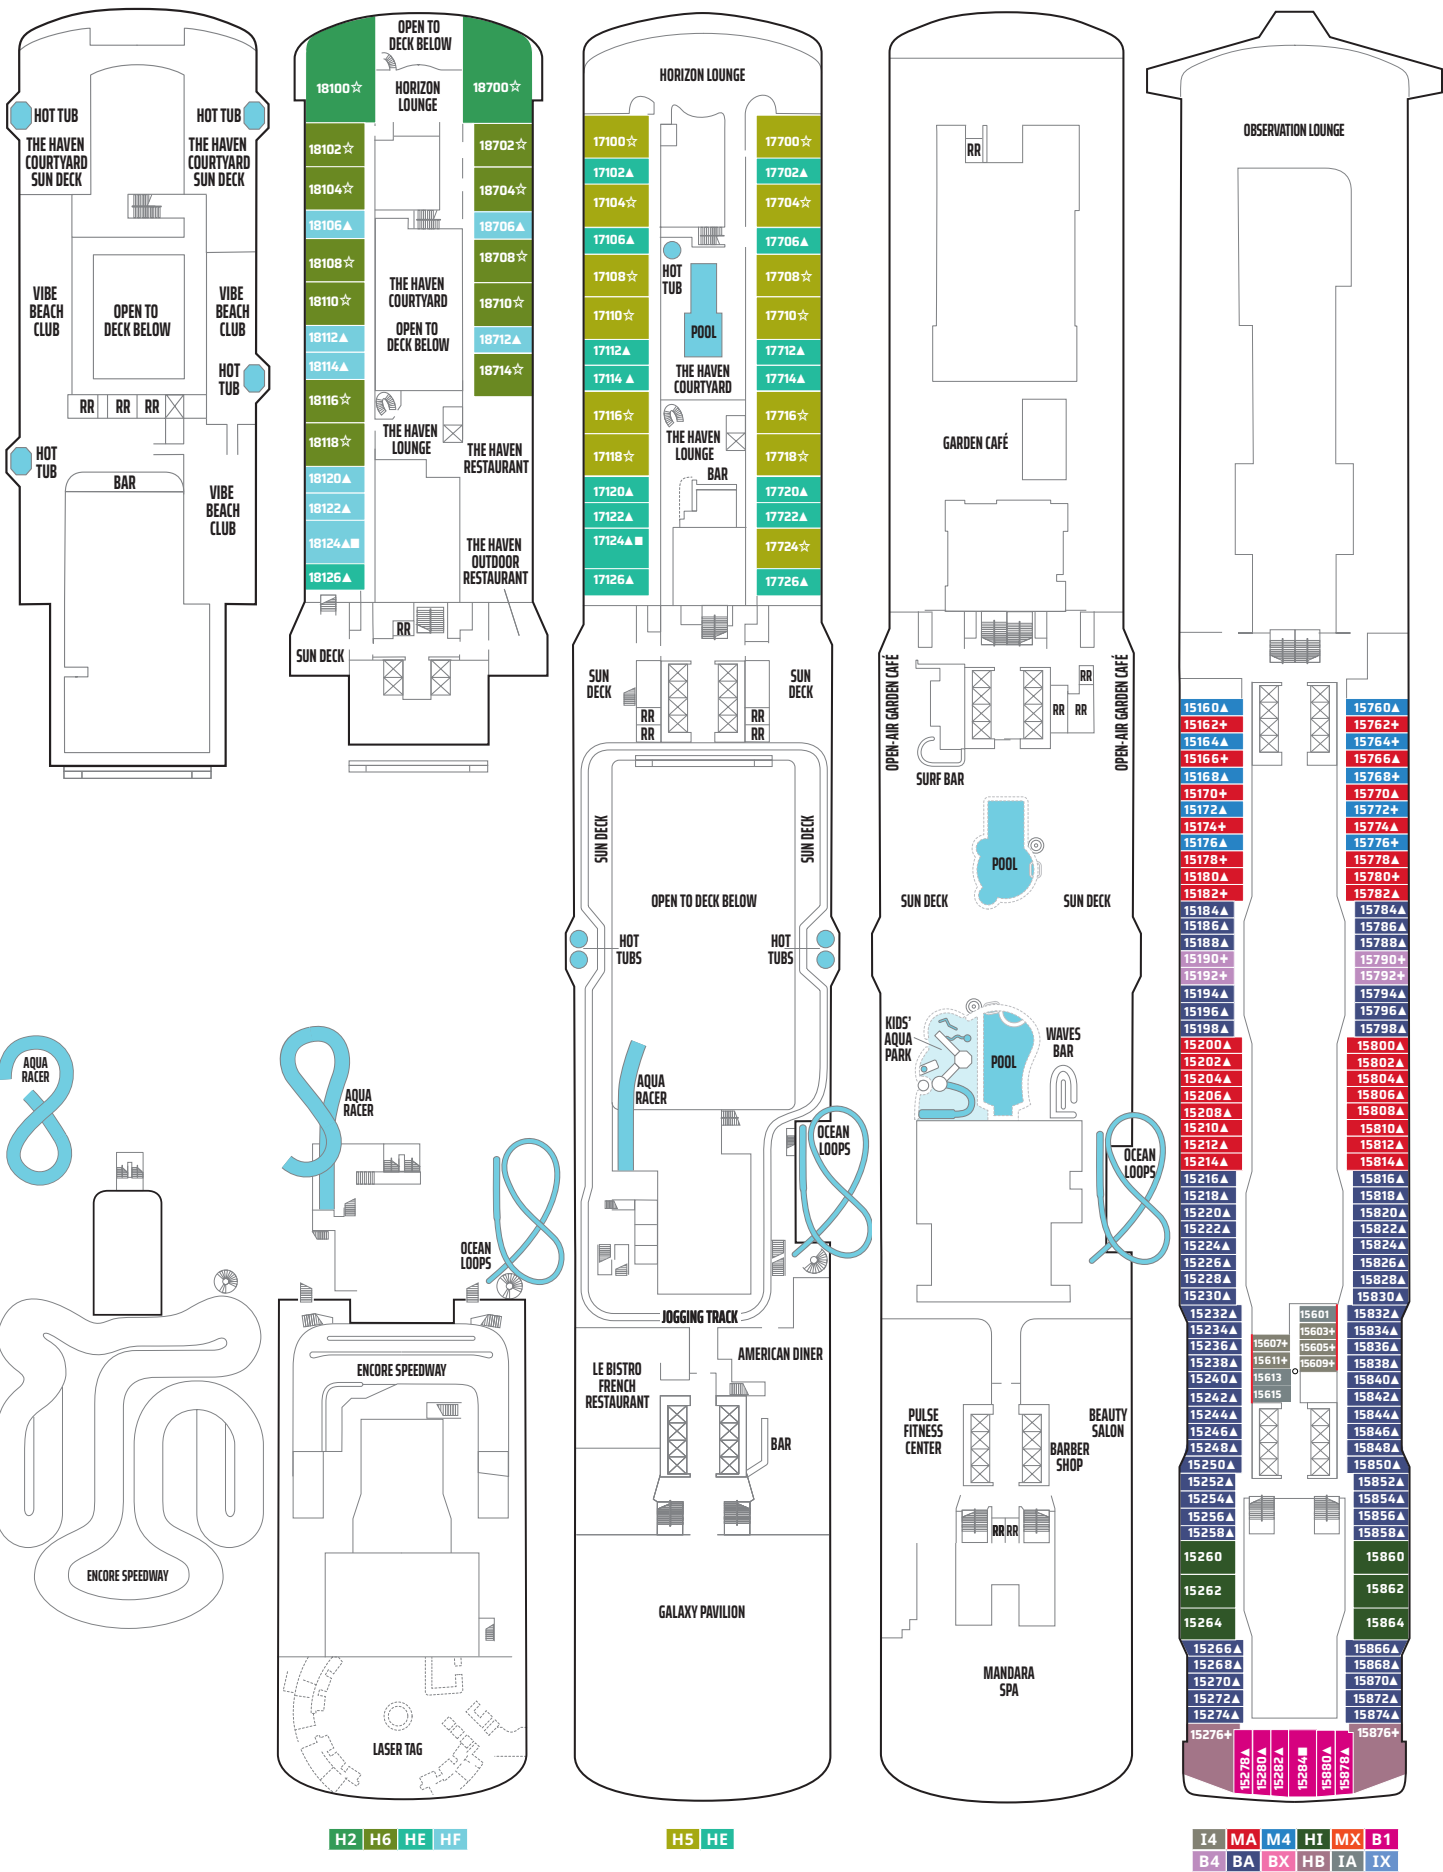 HOT TUB
HOT TUB
THE HAVEN
COURTYARD
SUN DECK
THE HAVEN
COURTYARD
SUN DECK
VIBE
BEACH
CLUB
OPEN TO
DECK BELOW
VIBE
BEACH
CLUB
HOT
TUB
RR RR RR
HOT
TUB
BAR
VIBE
BEACH
CLUB
AQUA
RACER
ENCORE SPEEDWAY
OPEN TO
DECK BELOW
18100☆
HORIZON
LOUNGE
18700☆
18102☆
18104☆
18106▲
18108☆
18110☆
18112▲
18114▲
18116☆
18118☆
18120▲
18122▲
18124▲■
18126▲
18702☆
18704☆
18706▲
18708☆
18710☆
18712▲
18714☆
THE HAVEN
COURTYARD
OPEN TO
DECK BELOW
THE HAVEN
LOUNGE
THE HAVEN
RESTAURANT
THE HAVEN
OUTDOOR
RESTAURANT
RR
SUN DECK
AQUA
RACER
OCEAN
LOOPS
ENCORE SPEEDWAY
LASER TAG
H2 H6 HE HF
HORIZON LOUNGE
17100☆
17102▲
17104☆
17106▲
17108☆
17110☆
17112▲
17114▲
17116☆
17118☆
17120▲
17122▲
17124▲■
17126▲
17700☆
17702▲
17704☆
17706▲
17708☆
17710☆
17712▲
17714▲
17716☆
17718☆
17720▲
17722▲
17724☆
17726▲
HOT
TUB
POOL
THE HAVEN
COURTYARD
THE HAVEN
LOUNGE
BAR
SUN
DECK
SUN
DECK
RR
RR
RR
RR
SUN DECK
SUN DECK
OPEN TO DECK BELOW
HOT
TUBS
HOT
TUBS
AQUA
RACER
OCEAN
LOOPS
JOGGING TRACK
LE BISTRO
FRENCH
RESTAURANT
AMERICAN DINER
BAR
GALAXY PAVILION
H5 HE
RR
GARDEN CAFÉ
OPEN-AIR GARDEN CAFÉ
OPEN-AIR GARDEN CAFÉ
RR
RR RR
SURF BAR
POOL
SUN DECK
SUN DECK
KIDS'
AQUA
PARK
POOL
WAVES
BAR
OCEAN
LOOPS
PULSE
FITNESS
CENTER
BEAUTY
SALON
BARBER
SHOP
RR RR
MANDARA
SPA
OBSERVATION LOUNGE
15160▲
15162+
15164▲
15166+
15168▲
15170+
15172▲
15174+
15176▲
15178+
15180▲
15182+
15184▲
15186▲
15188▲
15190+
15192+
15194▲
15196▲
15198▲
15200▲
15202▲
15204▲
15206▲
15208▲
15210▲
15212▲
15214▲
15216▲
15218▲
15220▲
15222▲
15224▲
15226▲
15228▲
15230▲
15232▲
15234▲
15236▲
15238▲
15240▲
15242▲
15244▲
15246▲
15248▲
15250▲
15252▲
15254▲
15256▲
15258▲
15260
15262
15264
15266▲
15268▲
15270▲
15272▲
15274▲
15276+
15760▲
15762+
15764+
15766▲
15768+
15770▲
15772+
15774▲
15776+
15778▲
15780+
15782▲
15784▲
15786▲
15788▲
15790+
15792+
15794▲
15796▲
15798▲
15800▲
15802▲
15804▲
15806▲
15808▲
15810▲
15812▲
15814▲
15816▲
15818▲
15820▲
15822▲
15824▲
15826▲
15828▲
15830▲
15832▲
15834▲
15836▲
15838▲
15840▲
15842▲
15844▲
15846▲
15848▲
15850▲
15852▲
15854▲
15856▲
15858▲
15860
15862
15864
15866▲
15868▲
15870▲
15872▲
15874▲
15876+
15601
15603+
15605+
15609+
15607+
15611+
15613
15615
15278▲
15280▲
15282▲
15284■
15880▲
15878▲
I4 MA M4 HI MX B1
B4 BA BX HB IA IX